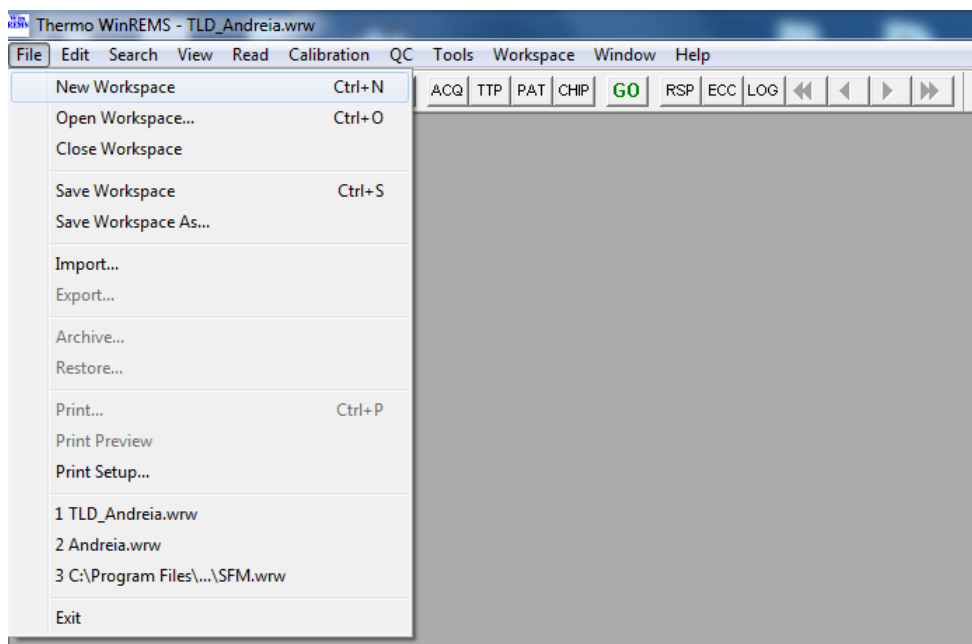 Thermo WinREMS - TLD_Andreia.wrw
File Edit Search View Read Calibration QC Tools Workspace Window Help
ACQ TTP PAT CHIP GO RSP ECC LOG
New Workspace Ctrl+N
Open Workspace... Ctrl+O
Close Workspace
Save Workspace Ctrl+S
Save Workspace As...
Import...
Export...
Archive...
Restore...
Print... Ctrl+P
Print Preview
Print Setup...
1 TLD_Andreia.wrw
2 Andreia.wrw
3 C:\Program Files\...\SFM.wrw
Exit